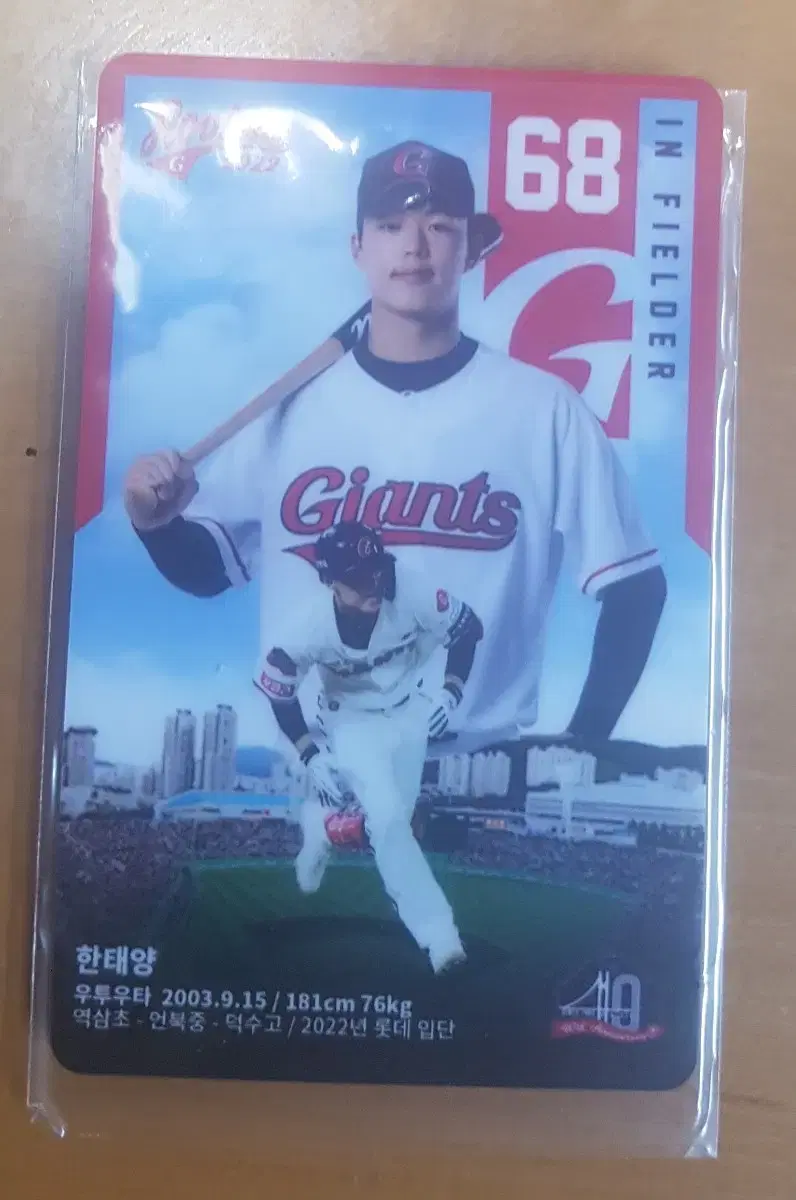 68
IN FIELDER
G
Giants
한태양
우투우타 2003.9.15 / 181cm 76kg
역삼초 - 언북중 - 덕수고 / 2022년 롯데 입단